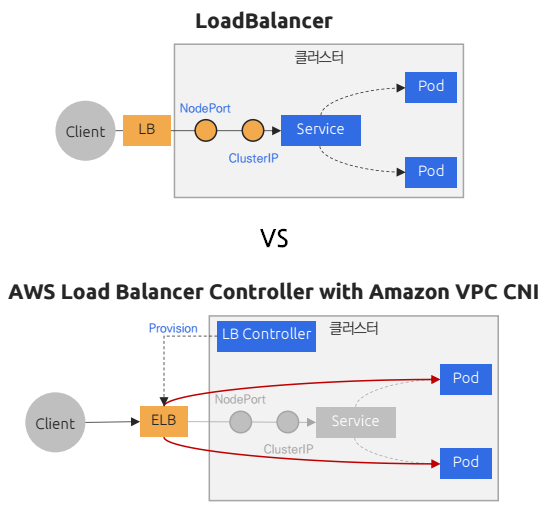 LoadBalancer
클러스터
Pod
NodePort
Client
LB
Service
ClusterIP
Pod
VS
AWS Load Balancer Controller with Amazon VPC CNI
Provision
LB Controller
클러스터
Pod
NodePort
Client
ELB
Service
ClusterIP
Pod